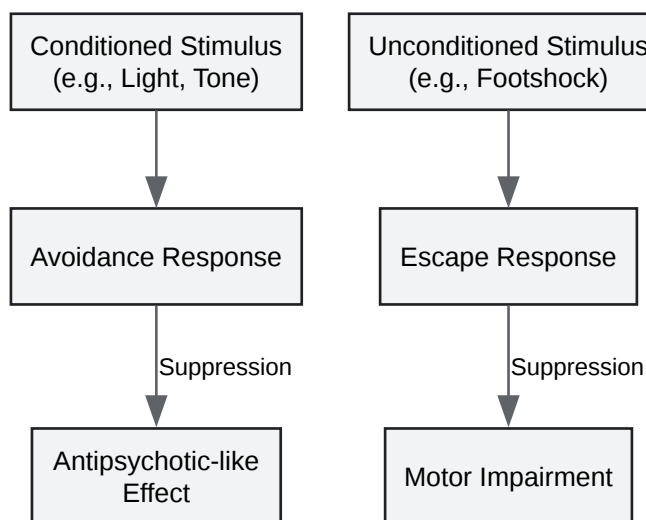 Conditioned Stimulus
(e.g., Light, Tone)
Unconditioned Stimulus
(e.g., Footshock)
Avoidance Response
Escape Response
Suppression
Suppression
Antipsychotic-like
Effect
Motor Impairment